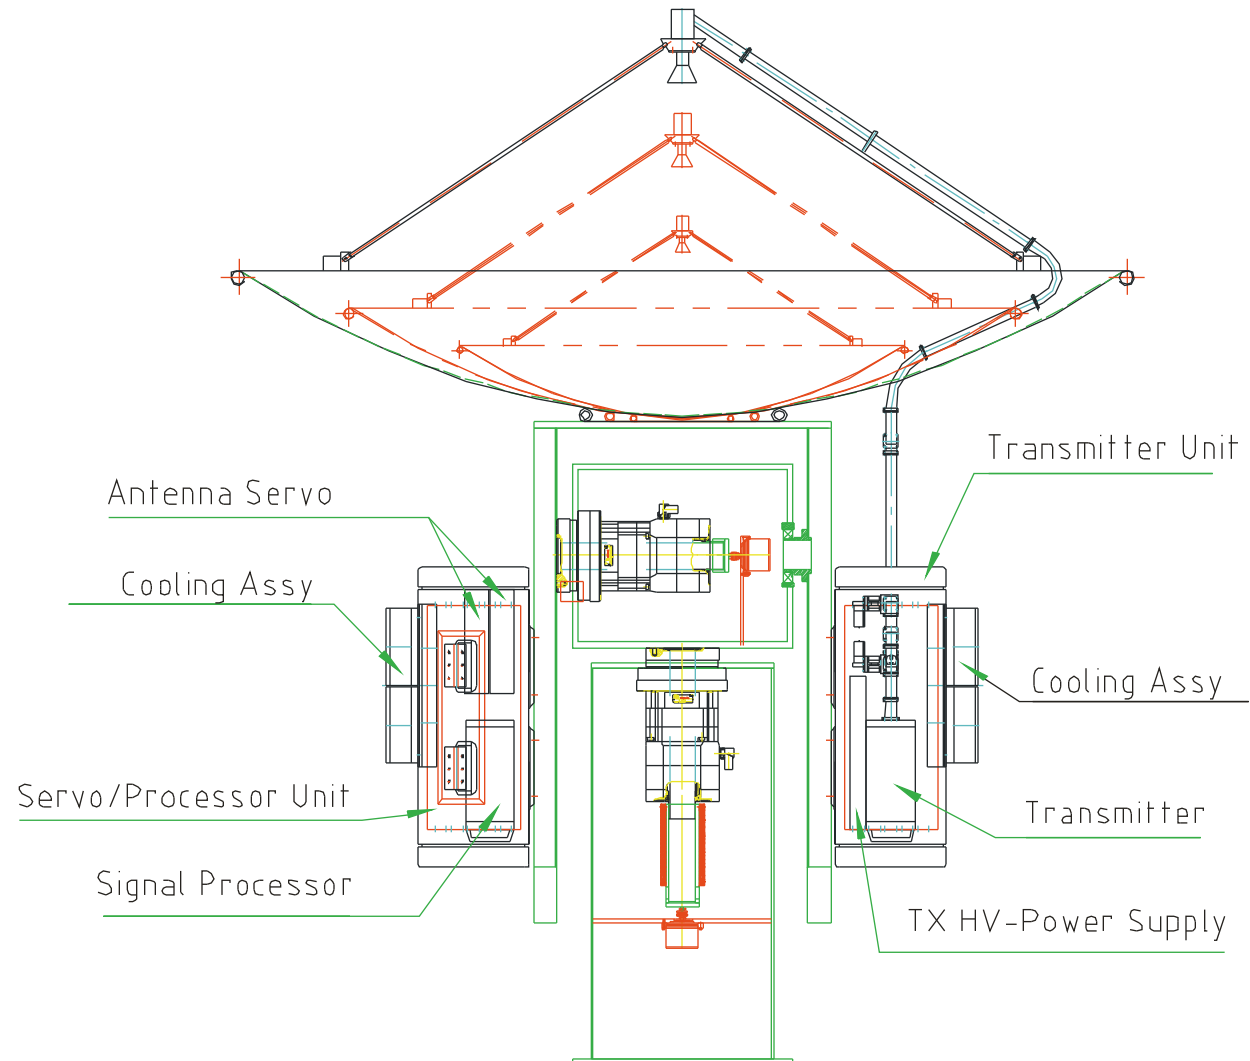 Transmitter Unit
Antenna Servo
Cooling Assy
Cooling Assy
Servo/Processor Unit
Transmitter
Signal Processor
TX HV-Power Supply